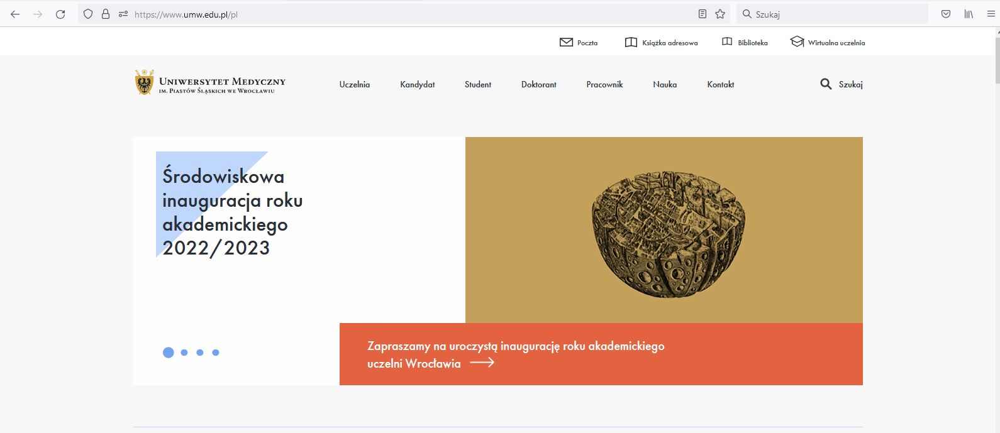 https://www.umw.edu.pl/pl
Szukaj
Poczta
Książka adresowa
Biblioteka
Wirtualna uczelnia
Uniwersytet Medyczny
im. Piastów Śląskich we Wrocławiu
Uczelnia
Kandydat
Student
Doktorant
Pracownik
Nauka
Kontakt
Szukaj
Środowiskowa
inauguracja roku
akademickiego
2022/2023
Zapraszamy na uroczystą inaugurację roku akademickiego
uczelni Wrocławia